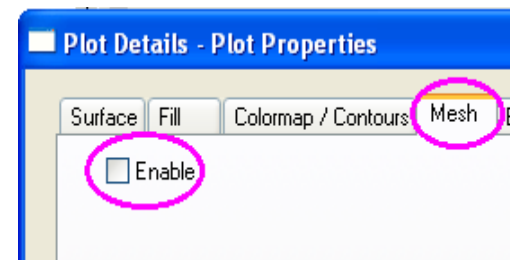 Plot Details - Plot Properties
Surface Fill Colormap / Contours Mesh
Enable